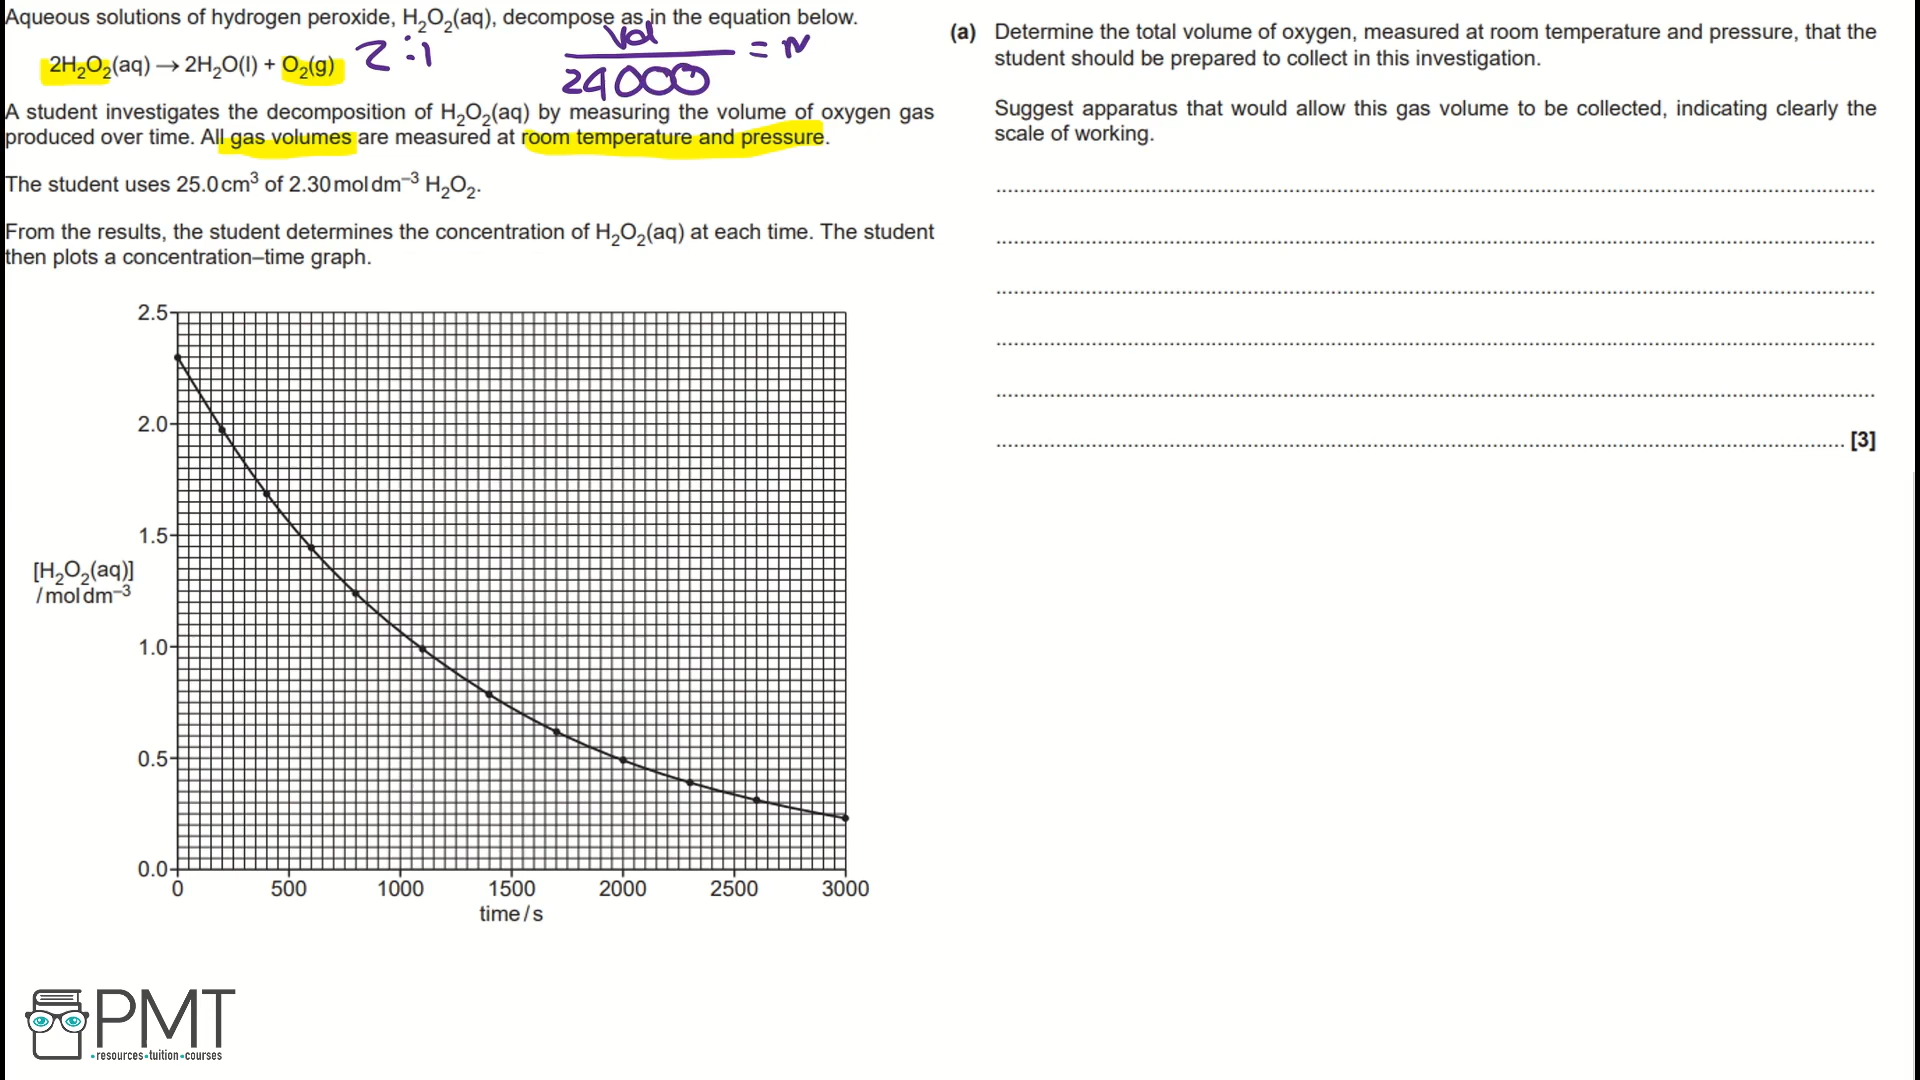 Aqueous solutions of hydrogen peroxide, H₂O₂(aq), decompose as in the equation below.
2H₂O₂(aq) → 2H₂O(l) + O₂(g)
2:1
Vol
24000
= n
A student investigates the decomposition of H₂O₂(aq) by measuring the volume of oxygen gas
produced over time. All gas volumes are measured at room temperature and pressure.
The student uses 25.0 cm³ of 2.30 mol dm⁻³ H₂O₂.
From the results, the student determines the concentration of H₂O₂(aq) at each time. The student
then plots a concentration–time graph.
2.5
2.0
1.5
[H₂O₂(aq)]
/ mol dm⁻³
1.0
0.5
0.0
0 500 1000 1500 2000 2500 3000
time / s
PMT
•resources•tuition•courses
(a) Determine the total volume of oxygen, measured at room temperature and pressure, that the
student should be prepared to collect in this investigation.
Suggest apparatus that would allow this gas volume to be collected, indicating clearly the
scale of working.
[3]